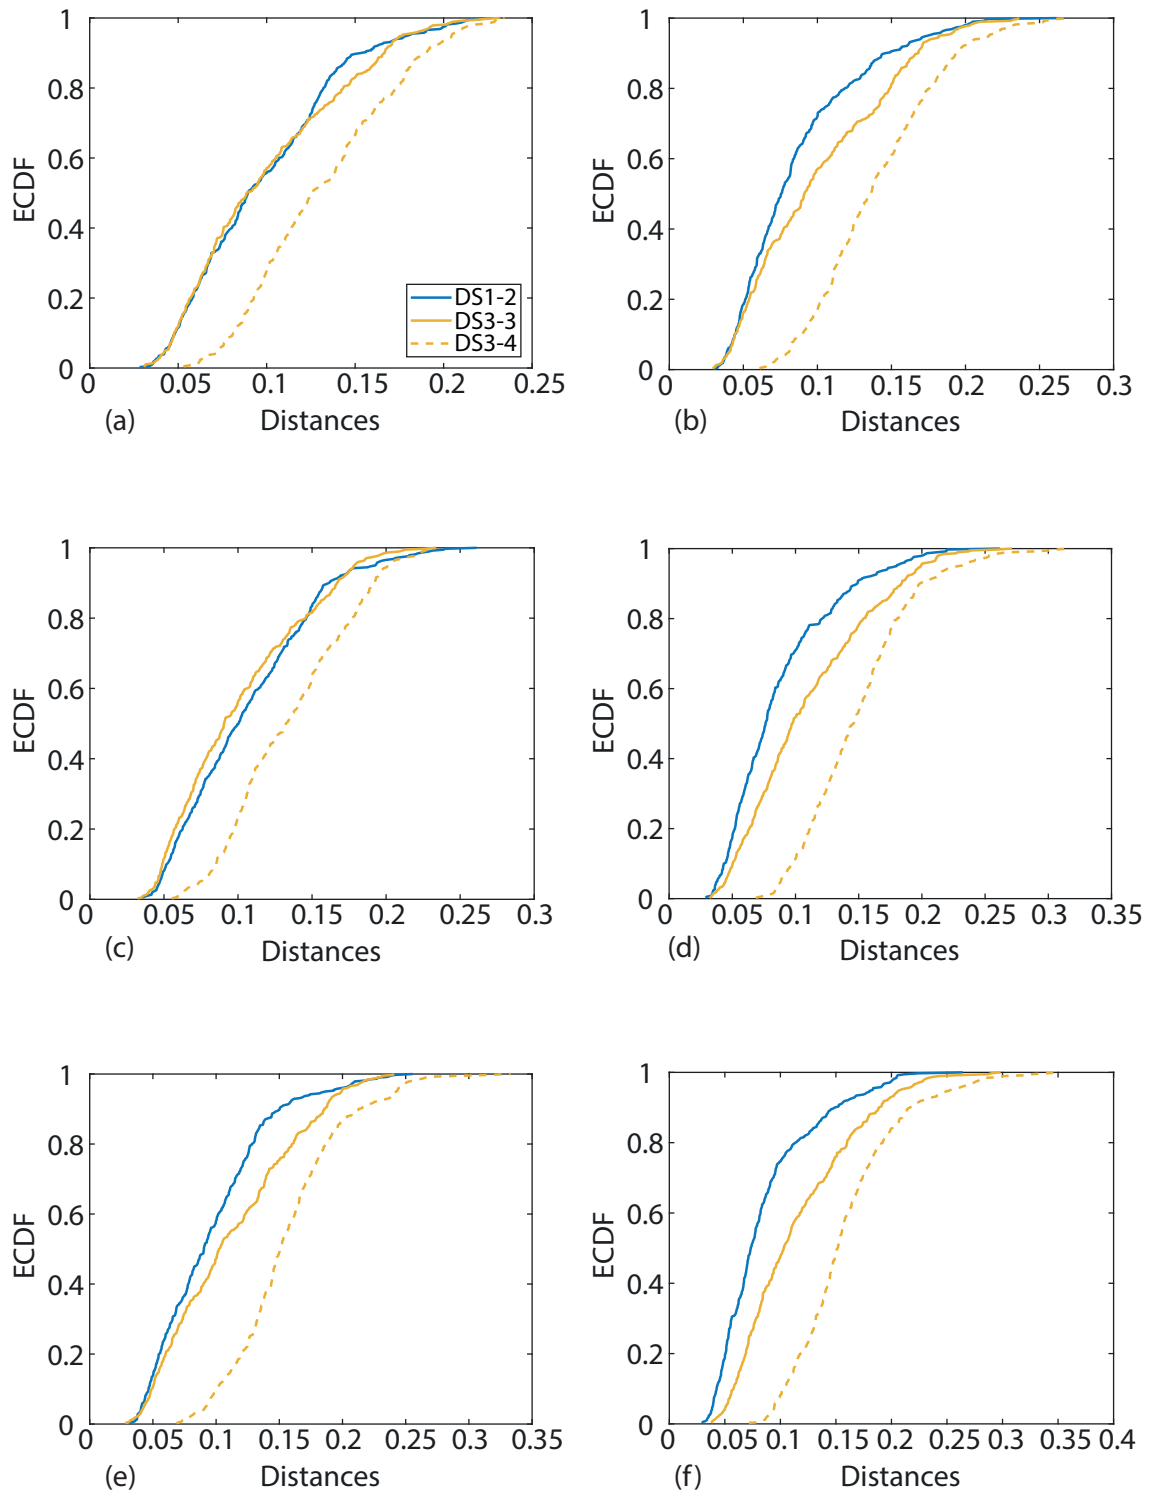 1
0.8
0.6
0.4
0.2
0
ECDF
DS1-2
DS3-3
DS3-4
0 0.05 0.1 0.15 0.2 0.25
(a) Distances
1
0.8
0.6
0.4
0.2
0
ECDF
0 0.05 0.1 0.15 0.2 0.25 0.3
(b) Distances
1
0.8
0.6
0.4
0.2
0
ECDF
0 0.05 0.1 0.15 0.2 0.25 0.3
(c) Distances
1
0.8
0.6
0.4
0.2
0
ECDF
0 0.05 0.1 0.15 0.2 0.25 0.3 0.35
(d) Distances
1
0.8
0.6
0.4
0.2
0
ECDF
0 0.05 0.1 0.15 0.2 0.25 0.3 0.35
(e) Distances
1
0.8
0.6
0.4
0.2
0
ECDF
0 0.05 0.1 0.15 0.2 0.25 0.3 0.35 0.4
(f) Distances